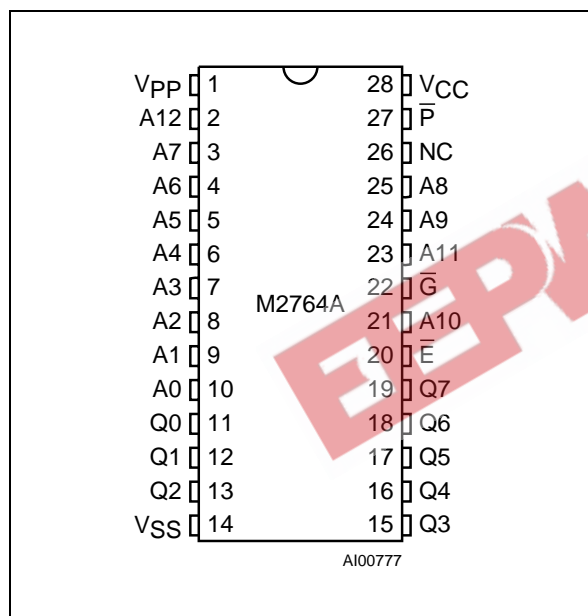 VPP 1 28 VCC
A12 2 27 P̅
A7 3 26 NC
A6 4 25 A8
A5 5 24 A9
A4 6 23 A11
A3 7 22 G̅
M2764A
A2 8 21 A10
A1 9 20 E̅
A0 10 19 Q7
Q0 11 18 Q6
Q1 12 17 Q5
Q2 13 16 Q4
VSS 14 15 Q3
AI00777